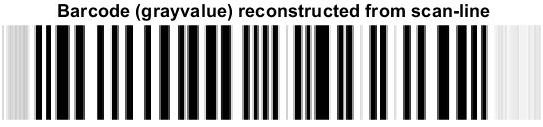 Barcode (grayvalue) reconstructed from scan-line